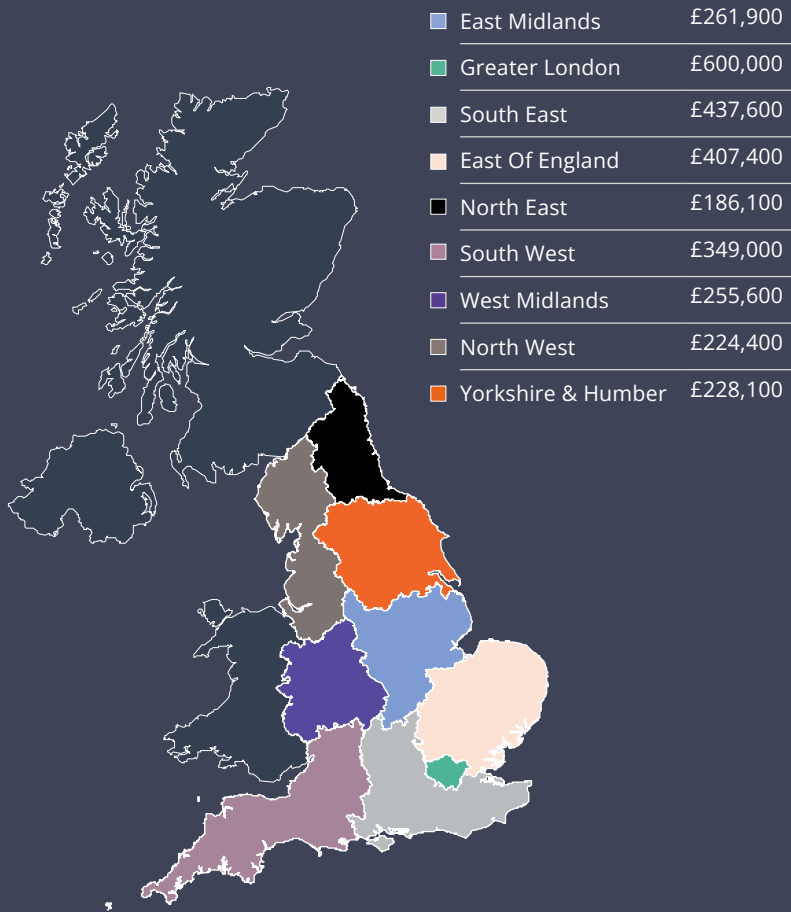 East Midlands £261,900
Greater London £600,000
South East £437,600
East Of England £407,400
North East £186,100
South West £349,000
West Midlands £255,600
North West £224,400
Yorkshire & Humber £228,100